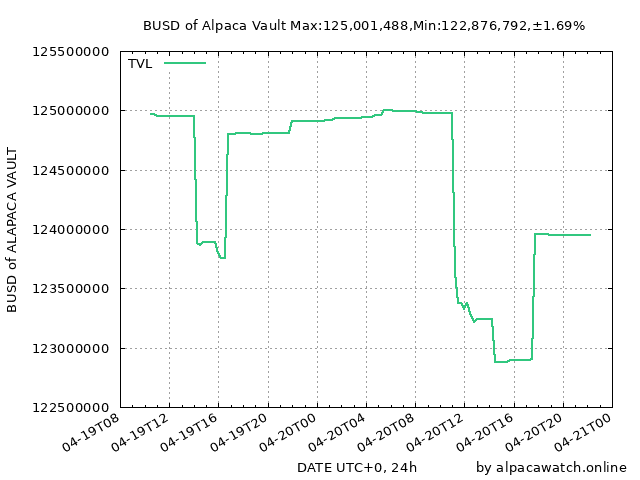 BUSD of Alpaca Vault Max:125,001,488,Min:122,876,792,±1.69%
TVL
BUSD of ALAPACA VAULT
125500000
125000000
124500000
124000000
123500000
123000000
122500000
04-19T08
04-19T12
04-19T16
04-19T20
04-20T00
04-20T04
04-20T08
04-20T12
04-20T16
04-20T20
04-21T00
DATE UTC+0, 24h
by alpacawatch.online